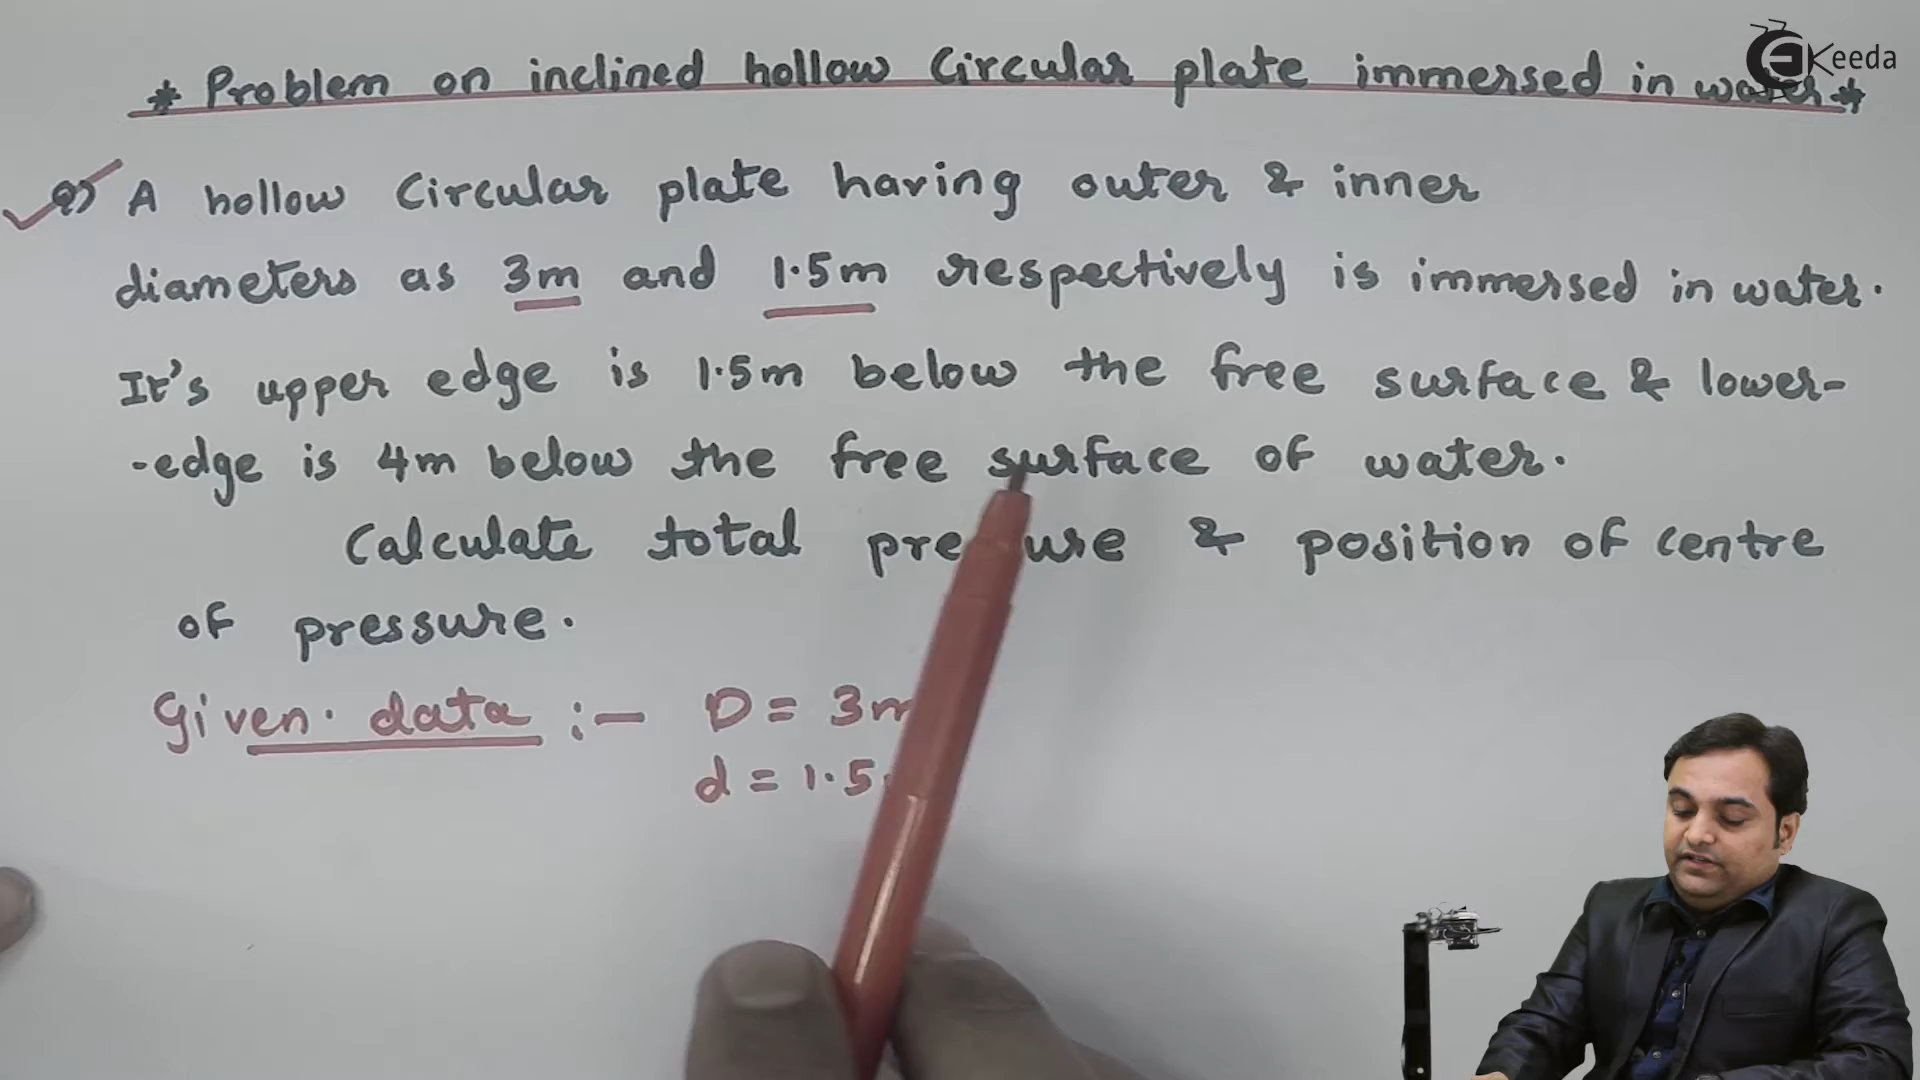 Keeda
* Problem on inclined hollow Circular plate immersed in water *
Q) A hollow Circular plate having outer & inner
diameters as 3m and 1.5m respectively is immersed in water.
It's upper edge is 1.5m below the free surface & lower-
-edge is 4m below the free surface of water.
Calculate total & position of centre
of pressure.
Given data :- D = 3m
d = 1.5